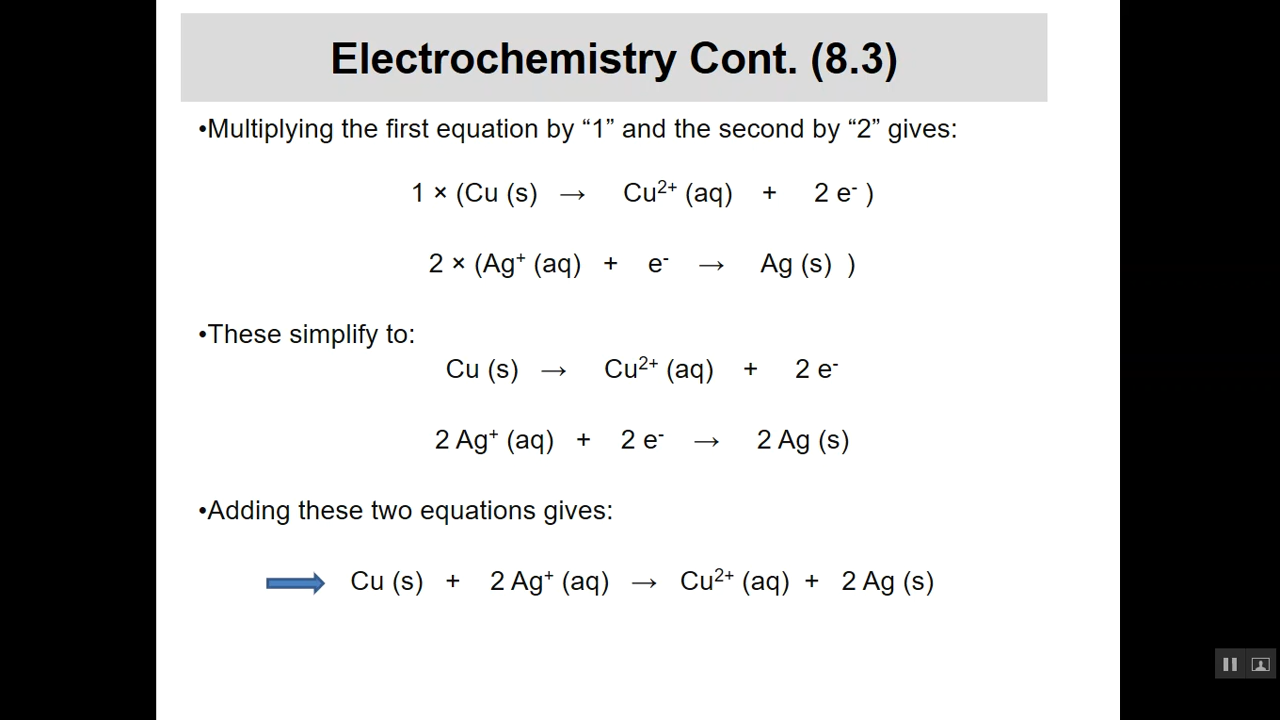 Electrochemistry Cont. (8.3)
•Multiplying the first equation by “1” and the second by “2” gives:
1 × (Cu (s) → Cu²⁺ (aq) + 2 e⁻ )
2 × (Ag⁺ (aq) + e⁻ → Ag (s) )
•These simplify to:
Cu (s) → Cu²⁺ (aq) + 2 e⁻
2 Ag⁺ (aq) + 2 e⁻ → 2 Ag (s)
•Adding these two equations gives:
Cu (s) + 2 Ag⁺ (aq) → Cu²⁺ (aq) + 2 Ag (s)